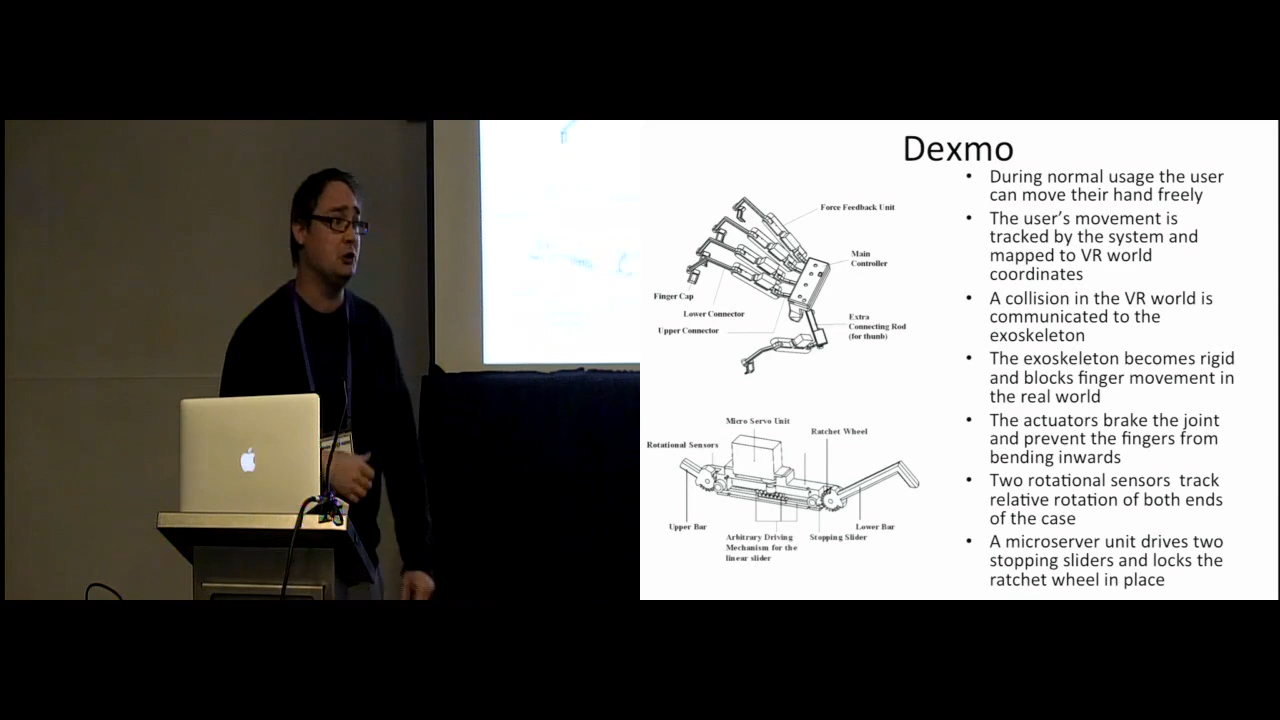 Dexmo
Force Feedback Unit
Main
Controller
Finger Cap
Lower Connector
Upper Connector
Extra
Connecting Rod
(for thumb)
Micro Servo Unit
Ratchet Wheel
Rotational Sensors
Upper Bar
Lower Bar
Arbitrary Driving
Mechanism for the
linear slider
Stopping Slider
• During normal usage the user
can move their hand freely
• The user's movement is
tracked by the system and
mapped to VR world
coordinates
• A collision in the VR world is
communicated to the
exoskeleton
• The exoskeleton becomes rigid
and blocks finger movement in
the real world
• The actuators brake the joint
and prevent the fingers from
bending inwards
• Two rotational sensors track
relative rotation of both ends
of the case
• A microserver unit drives two
stopping sliders and locks the
ratchet wheel in place